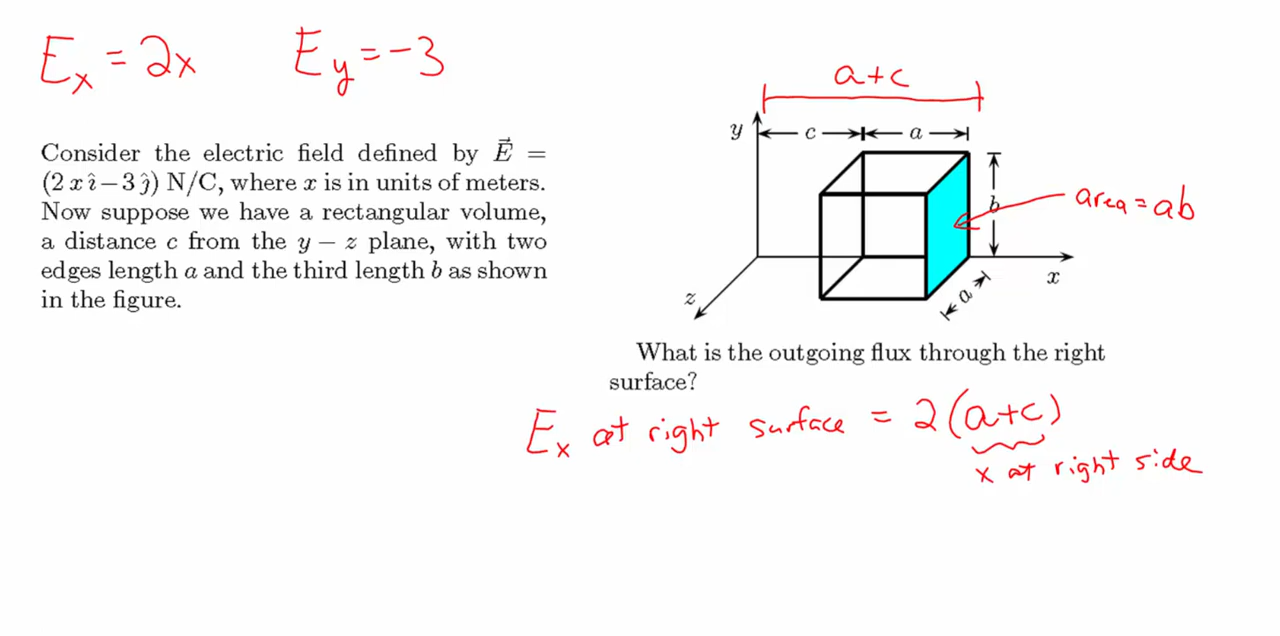 Eₓ = 2x E_y = -3
Consider the electric field defined by E⃗ =
(2 x î − 3 ĵ) N/C, where x is in units of meters.
Now suppose we have a rectangular volume,
a distance c from the y − z plane, with two
edges length a and the third length b as shown
in the figure.
a+c
y
c
a
b
area = ab
x
z
a
What is the outgoing flux through the right
surface?
Eₓ at right surface = 2(a+c)
x at right side